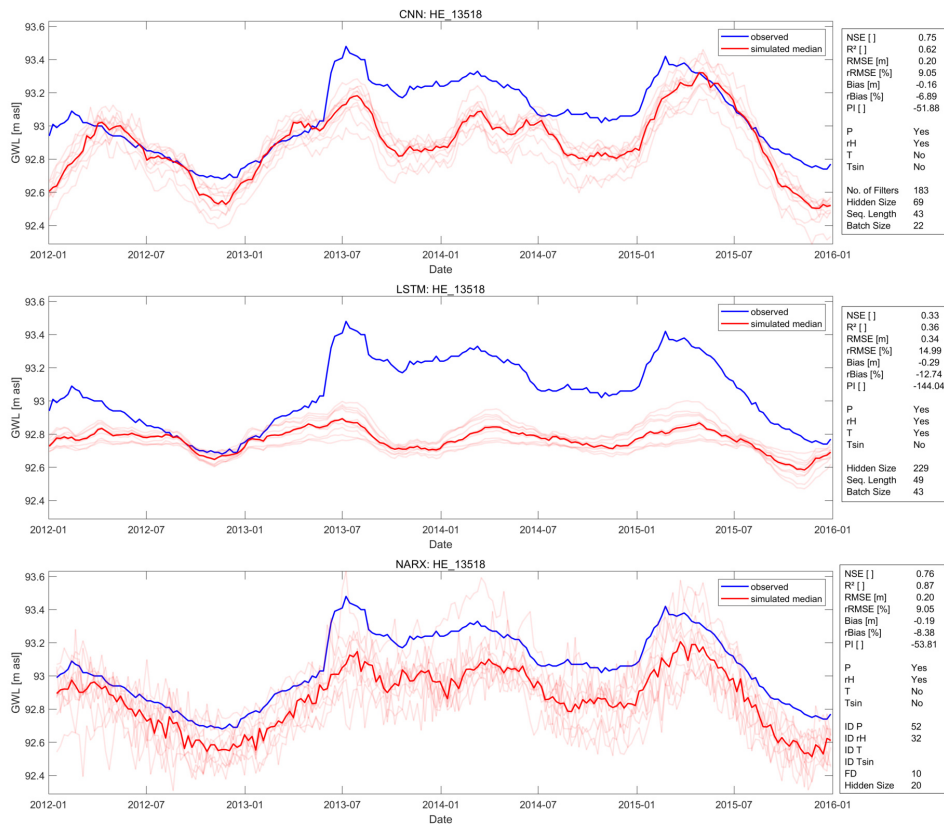 CNN: HE_13518
93.6
93.4
93.2
93
92.8
92.6
92.4
GWL [m asl]
observed
simulated median
2012-01 2012-07 2013-01 2013-07 2014-01 2014-07 2015-01 2015-07 2016-01
Date
NSE [ ] 0.75
R² [ ] 0.62
RMSE [m] 0.20
rRMSE [%] 9.05
Bias [m] -0.16
rBias [%] -6.89
PI [ ] -51.88
P Yes
rH Yes
T No
Tsin No
No. of Filters 183
Hidden Size 69
Seq. Length 43
Batch Size 22
LSTM: HE_13518
93.6
93.4
93.2
93
92.8
92.6
92.4
GWL [m asl]
observed
simulated median
2012-01 2012-07 2013-01 2013-07 2014-01 2014-07 2015-01 2015-07 2016-01
Date
NSE [ ] 0.33
R² [ ] 0.36
RMSE [m] 0.34
rRMSE [%] 14.99
Bias [m] -0.29
rBias [%] -12.74
PI [ ] -144.04
P Yes
rH Yes
T Yes
Tsin No
Hidden Size 229
Seq. Length 49
Batch Size 43
NARX: HE_13518
93.6
93.4
93.2
93
92.8
92.6
92.4
GWL [m asl]
observed
simulated median
2012-01 2012-07 2013-01 2013-07 2014-01 2014-07 2015-01 2015-07 2016-01
Date
NSE [ ] 0.76
R² [ ] 0.87
RMSE [m] 0.20
rRMSE [%] 9.05
Bias [m] -0.19
rBias [%] -8.38
PI [ ] -53.81
P Yes
rH Yes
T No
Tsin No
ID P 52
ID rH 32
ID T
ID Tsin
FD 10
Hidden Size 20